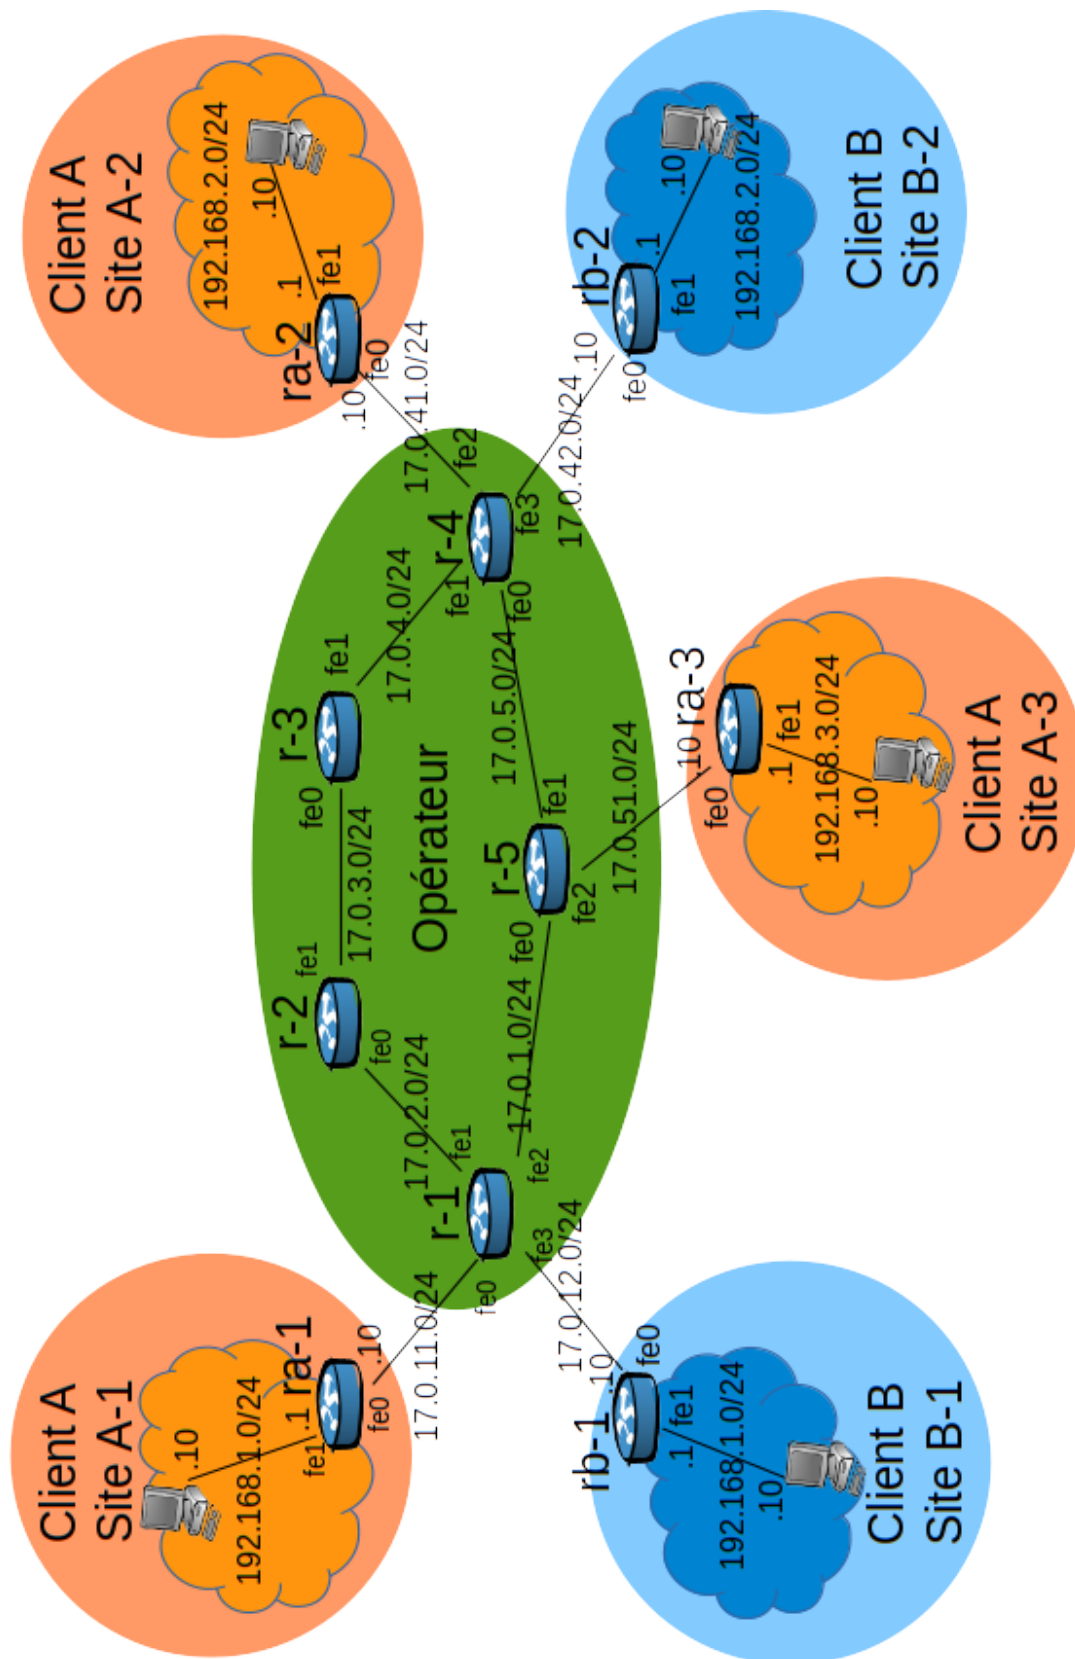 Client A
Site A-1
.10
192.168.1.0/24
.1
fe1
ra-1
fe0
.10
17.0.11.0/24
Client A
Site A-2
192.168.2.0/24
.10
.1
fe1
ra-2
fe0
.10
17.0.41.0/24
Opérateur
r-1
fe0
fe1
fe2
fe3
17.0.2.0/24
r-2
fe0
fe1
17.0.3.0/24
r-3
fe0
fe1
17.0.4.0/24
r-4
fe1
fe2
fe0
fe3
17.0.1.0/24
r-5
fe0
fe1
fe2
17.0.5.0/24
17.0.12.0/24
17.0.51.0/24
17.0.42.0/24
rb-1
.10
fe0
.1
fe1
192.168.1.0/24
.10
Client B
Site B-1
ra-3
.10
fe0
.1
fe1
192.168.3.0/24
.10
Client A
Site A-3
rb-2
.10
fe0
.1
fe1
.10
192.168.2.0/24
Client B
Site B-2